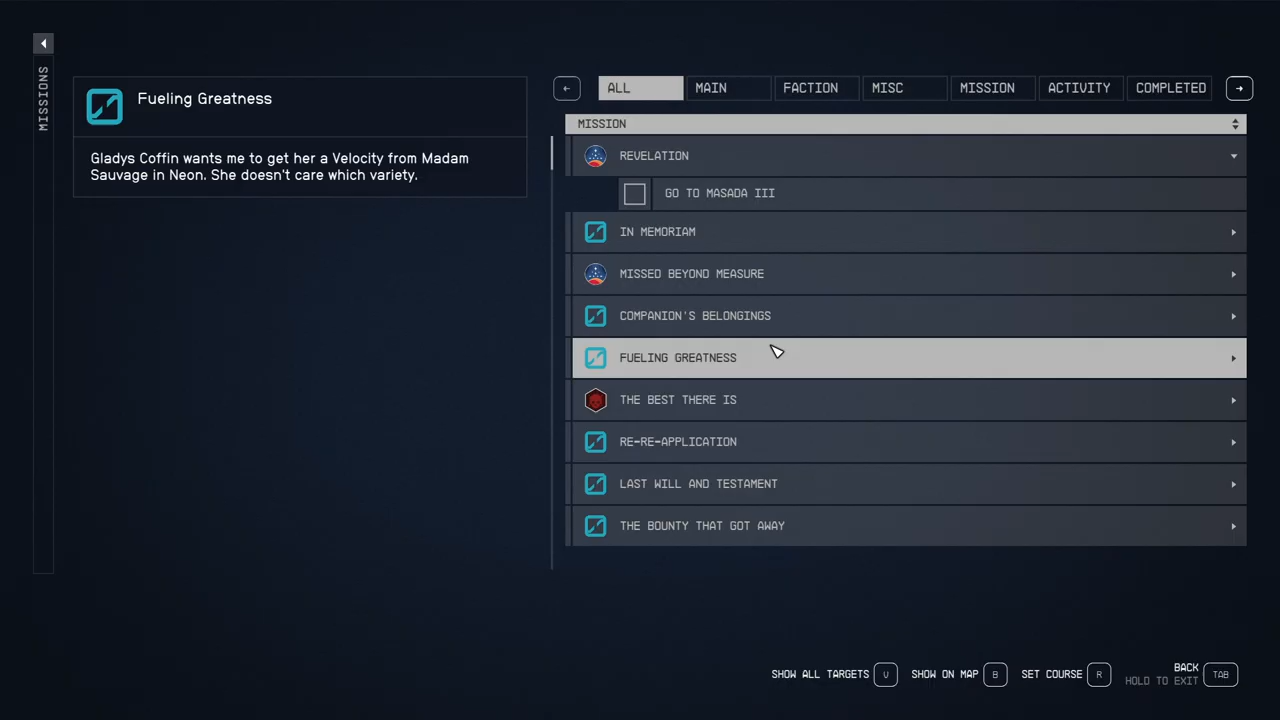 MISSIONS
Fueling Greatness
Gladys Coffin wants me to get her a Velocity from Madam
Sauvage in Neon. She doesn't care which variety.
ALL
MAIN
FACTION
MISC
MISSION
ACTIVITY
COMPLETED
MISSION
REVELATION
GO TO MASADA III
IN MEMORIAM
MISSED BEYOND MEASURE
COMPANION'S BELONGINGS
FUELING GREATNESS
THE BEST THERE IS
RE-RE-APPLICATION
LAST WILL AND TESTAMENT
THE BOUNTY THAT GOT AWAY
SHOW ALL TARGETS V
SHOW ON MAP B
SET COURSE R
BACK
HOLD TO EXIT
TAB